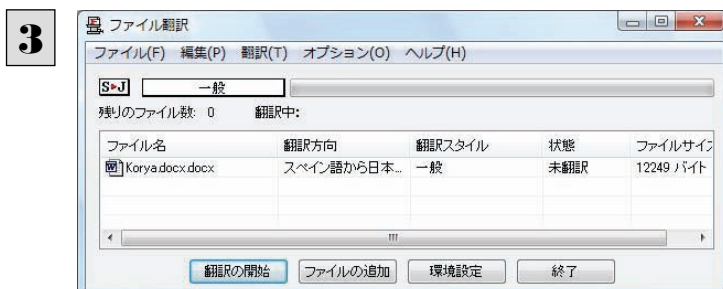 3
ファイル翻訳
ファイル(F) 編集(P) 翻訳(T) オプション(O) ヘルプ(H)
S▶J 一般
残りのファイル数: 0 翻訳中:
ファイル名 翻訳方向 翻訳スタイル 状態 ファイルサイズ
Korya.docx.docx スペイン語から日本... 一般 未翻訳 12249 バイト
翻訳の開始 ファイルの追加 環境設定 終了